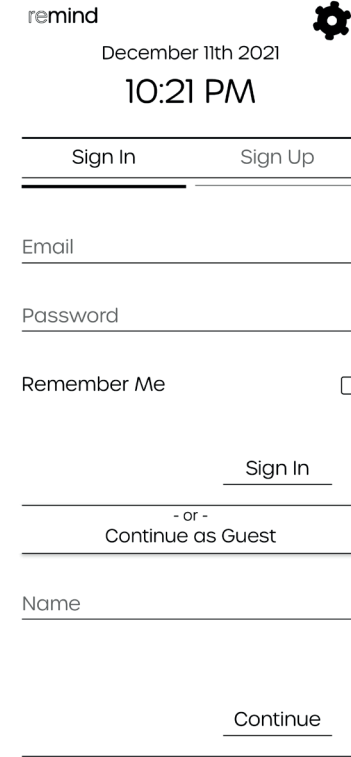 remind
December 11th 2021
10:21 PM
Sign In Sign Up
Email
Password
Remember Me
Sign In
- or -
Continue as Guest
Name
Continue